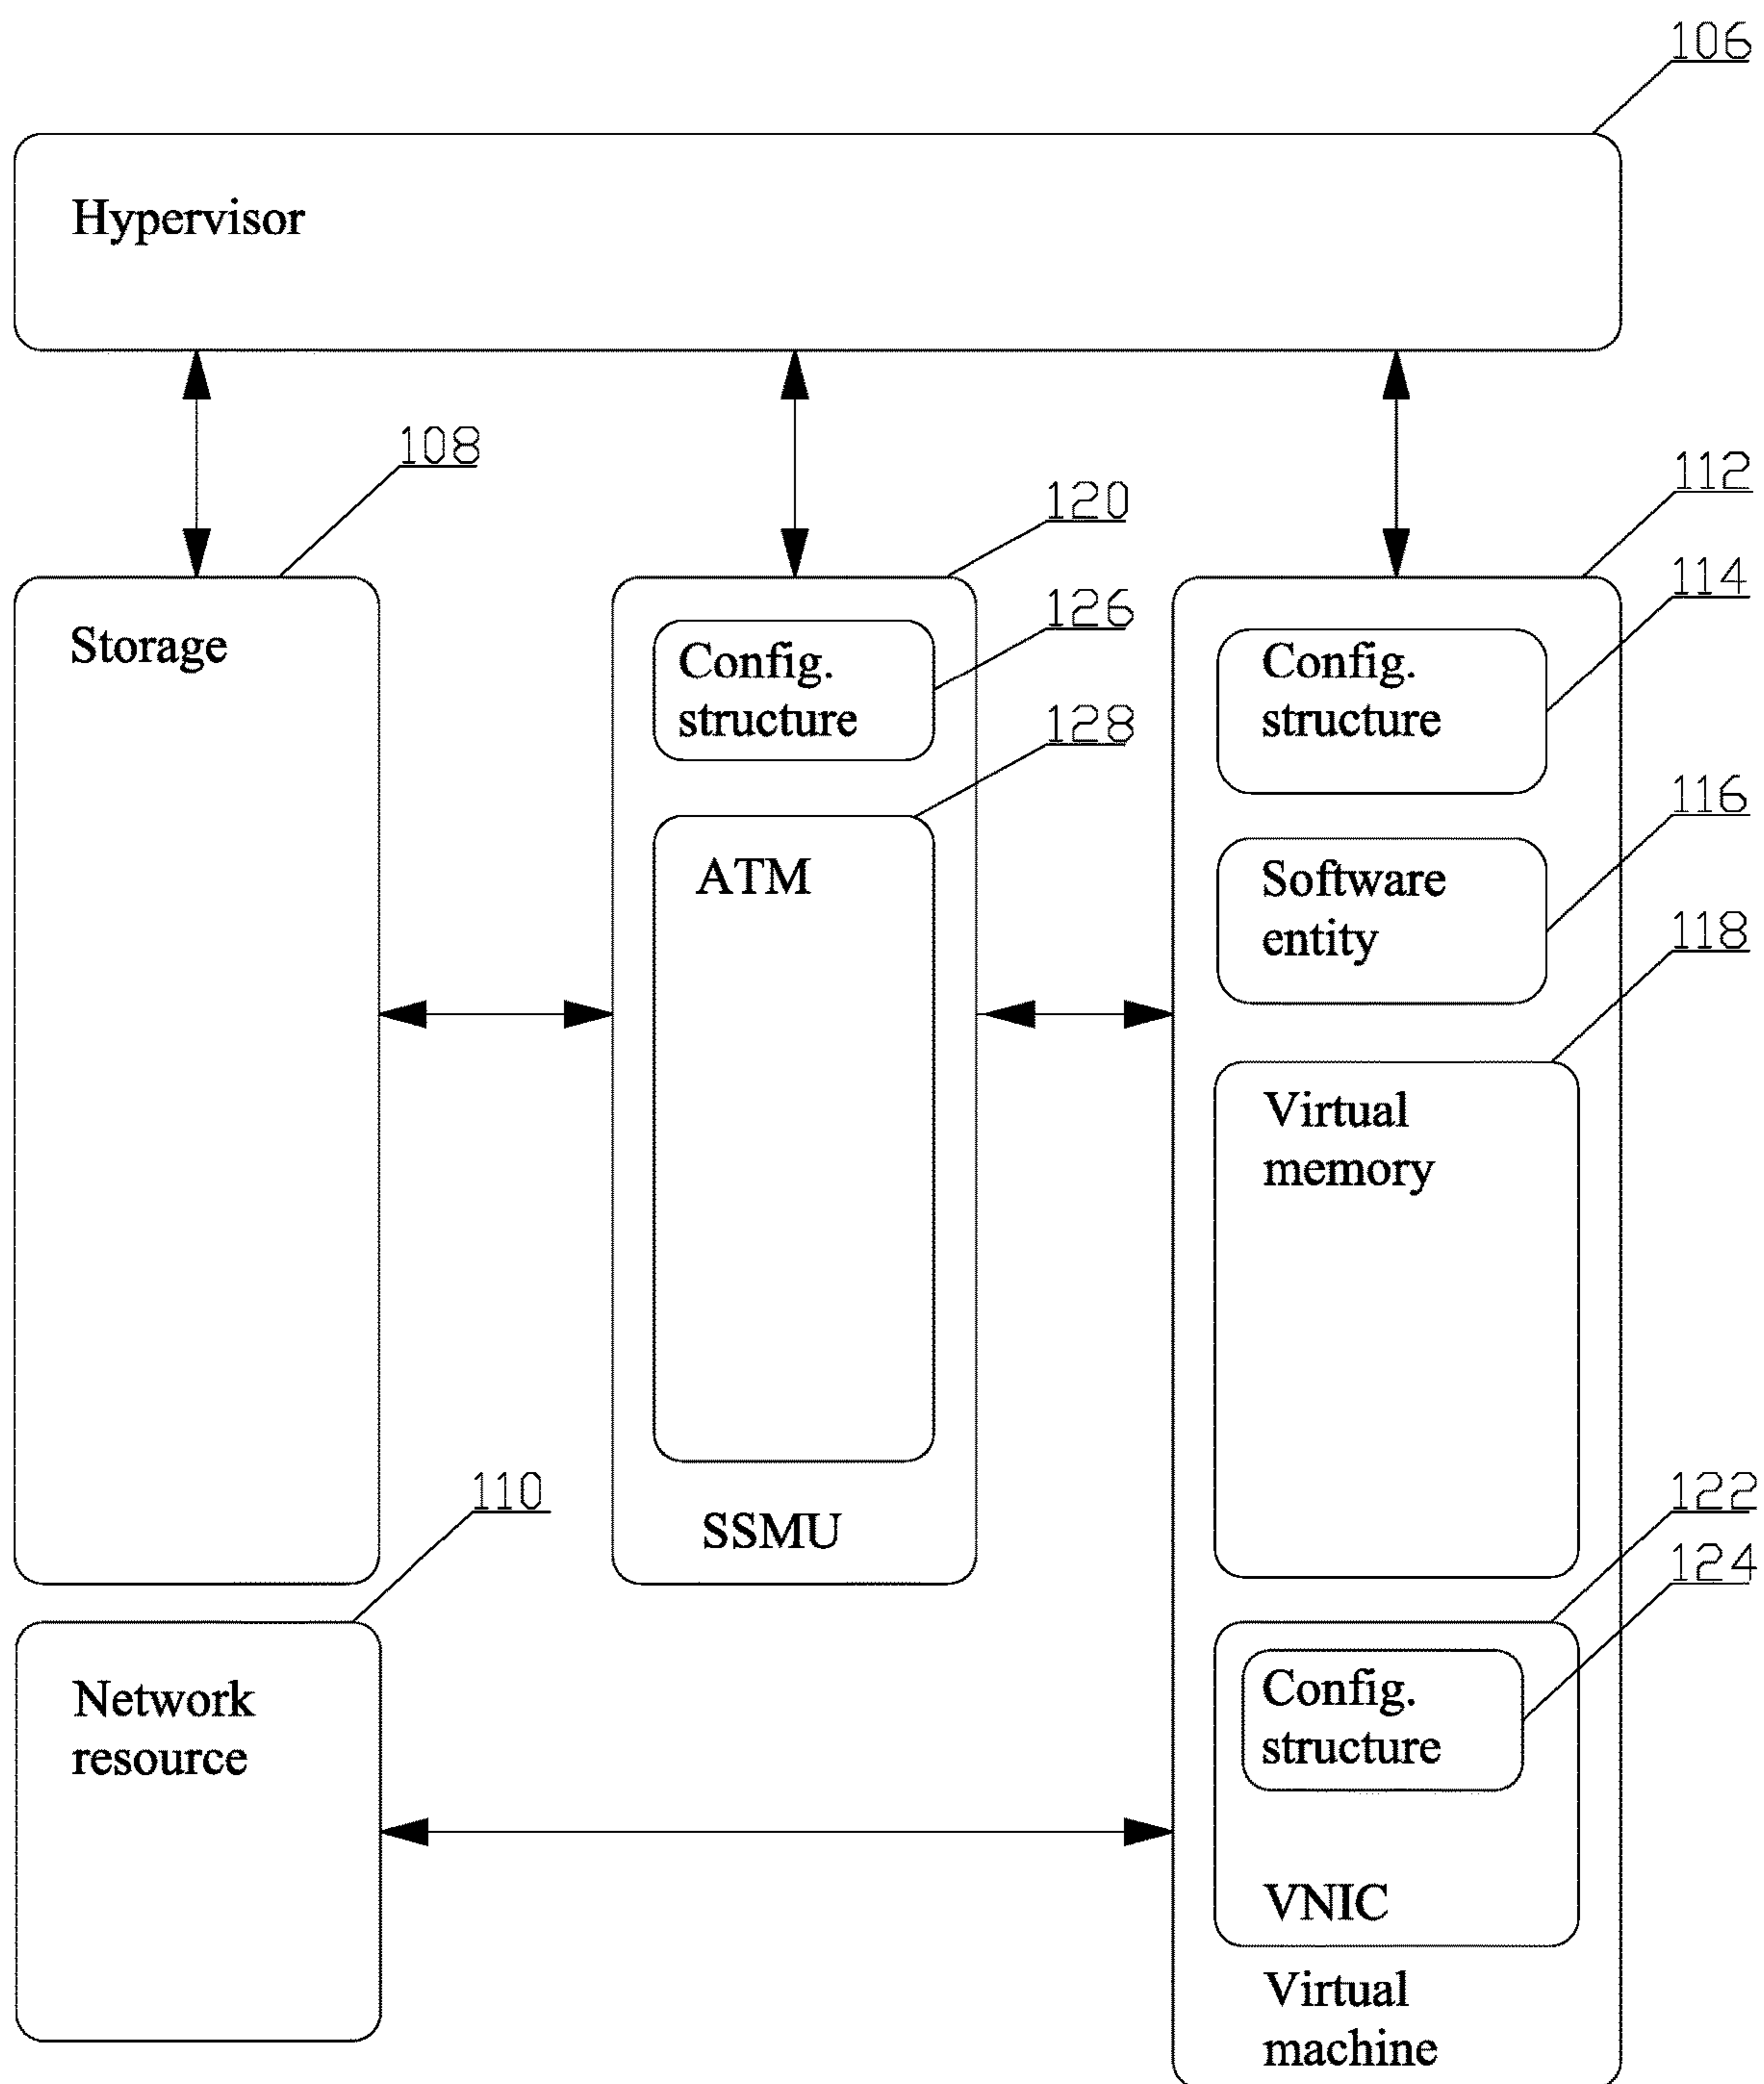 106
Hypervisor
108
120
112
Storage
126
Config.
structure
114
Config.
structure
128
ATM
116
Software
entity
118
Virtual
memory
SSMU
110
Network
resource
122
124
Config.
structure
VNIC
Virtual
machine